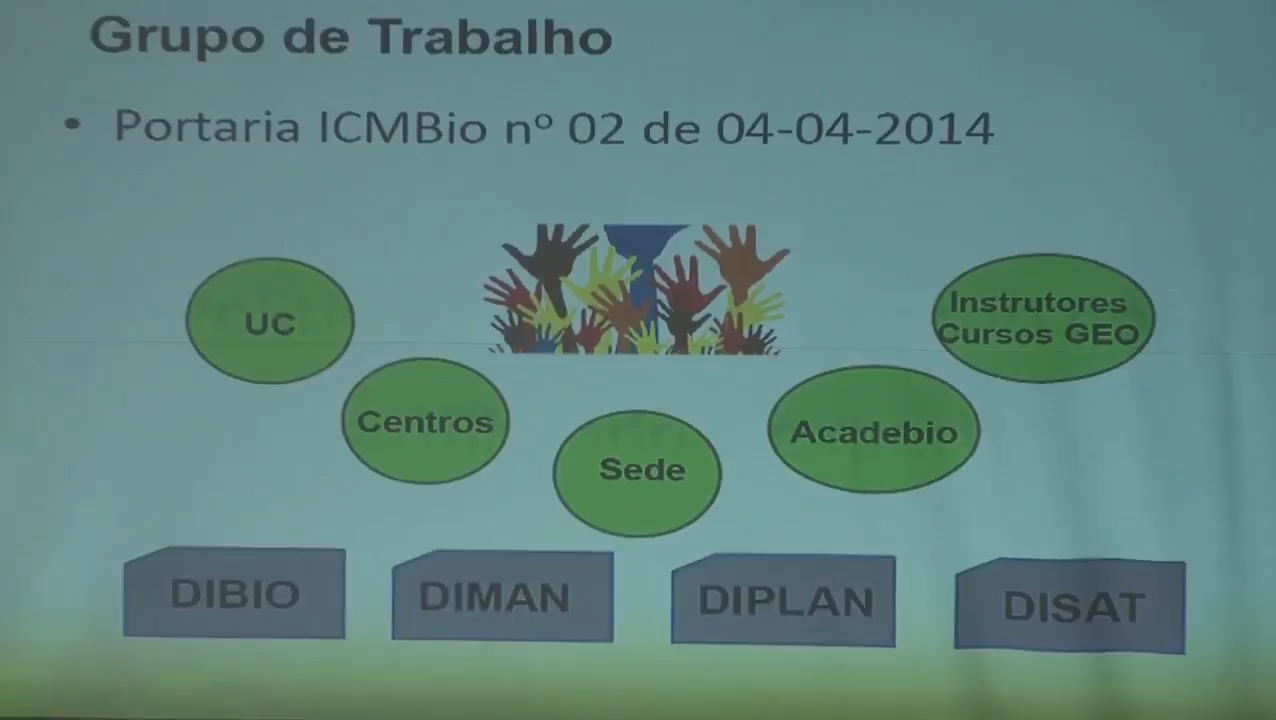 Grupo de Trabalho
• Portaria ICMBio nº 02 de 04-04-2014
UC
Instrutores
Cursos GEO
Centros
Acadebio
Sede
DIBIO
DIMAN
DIPLAN
DISAT